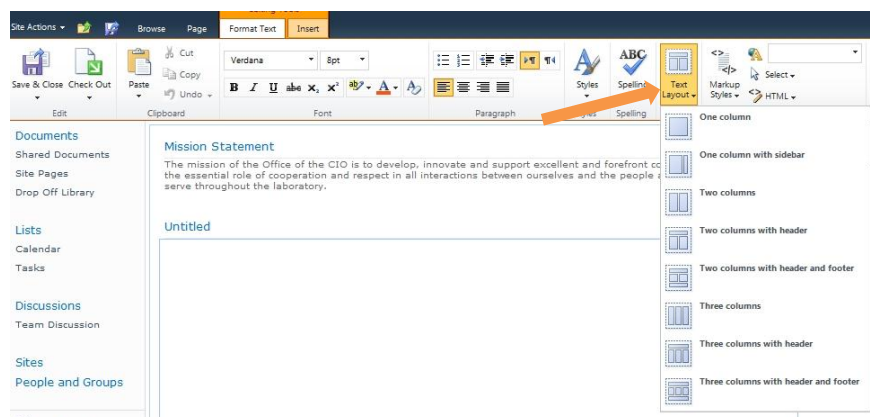 Site Actions
Browse
Page
Format Text
Insert
Save & Close
Check Out
Paste
Cut
Copy
Undo
Verdana
8pt
B I U abe x₂ x² ab A A
Styles
ABC
Spelling
Text Layout
Markup Styles
Select
HTML
Edit
Clipboard
Font
Paragraph
Spelling
Documents
Shared Documents
Site Pages
Drop Off Library
Lists
Calendar
Tasks
Discussions
Team Discussion
Sites
People and Groups
Mission Statement
The mission of the Office of the CIO is to develop, innovate and support excellent and forefront
the essential role of cooperation and respect in all interactions between ourselves and the people
serve throughout the laboratory.
Untitled
One column
One column with sidebar
Two columns
Two columns with header
Two columns with header and footer
Three columns
Three columns with header
Three columns with header and footer